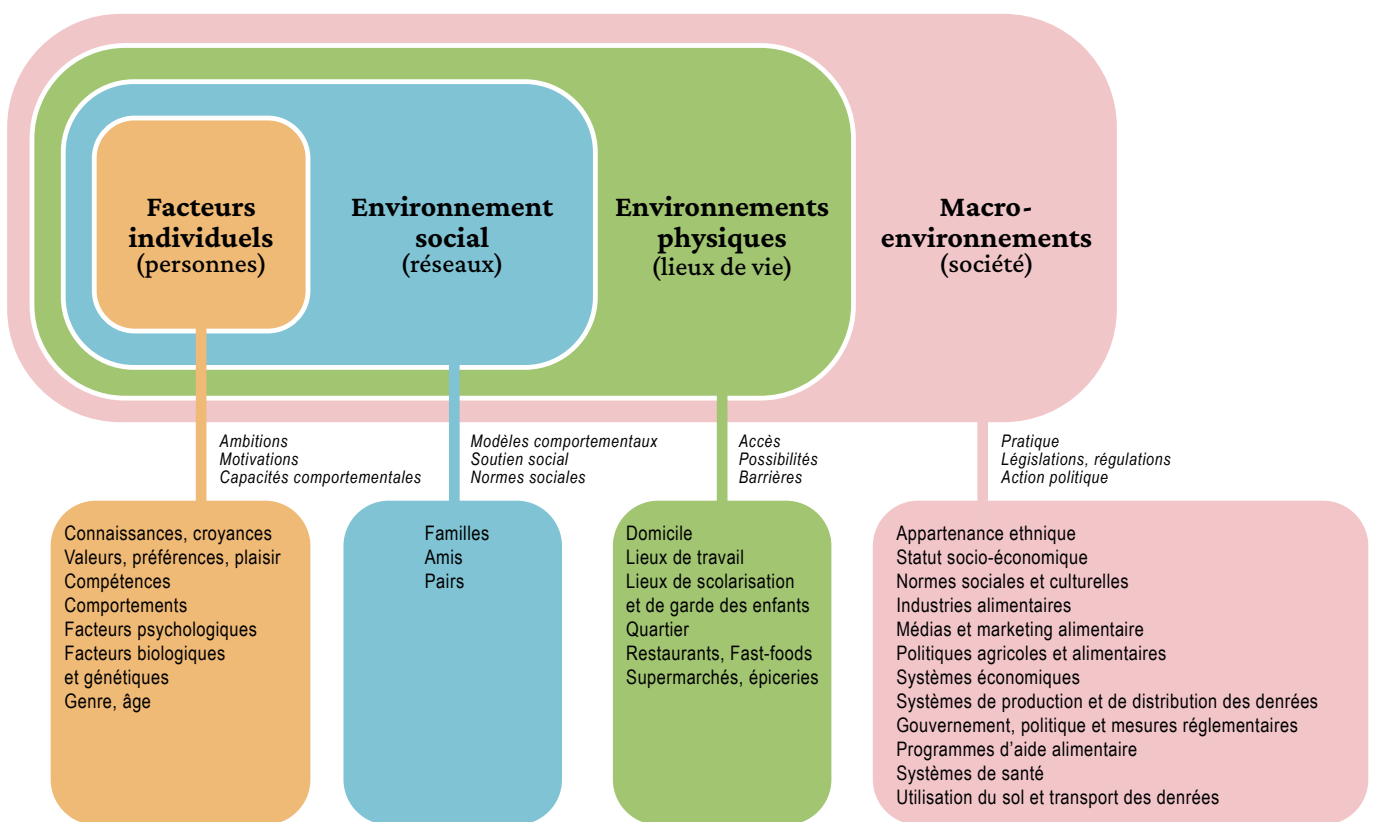 Facteurs
individuels
(personnes)
Environnement
social
(réseaux)
Environnements
physiques
(lieux de vie)
Macro-
environnements
(société)
Ambitions
Motivations
Capacités comportementales
Modèles comportementaux
Soutien social
Normes sociales
Accès
Possibilités
Barrières
Pratique
Législations, régulations
Action politique
Connaissances, croyances
Valeurs, préférences, plaisir
Compétences
Comportements
Facteurs psychologiques
Facteurs biologiques
et génétiques
Genre, âge
Familles
Amis
Pairs
Domicile
Lieux de travail
Lieux de scolarisation
et de garde des enfants
Quartier
Restaurants, Fast-foods
Supermarchés, épiceries
Appartenance ethnique
Statut socio-économique
Normes sociales et culturelles
Industries alimentaires
Médias et marketing alimentaire
Politiques agricoles et alimentaires
Systèmes économiques
Systèmes de production et de distribution des denrées
Gouvernement, politique et mesures réglementaires
Programmes d’aide alimentaire
Systèmes de santé
Utilisation du sol et transport des denrées